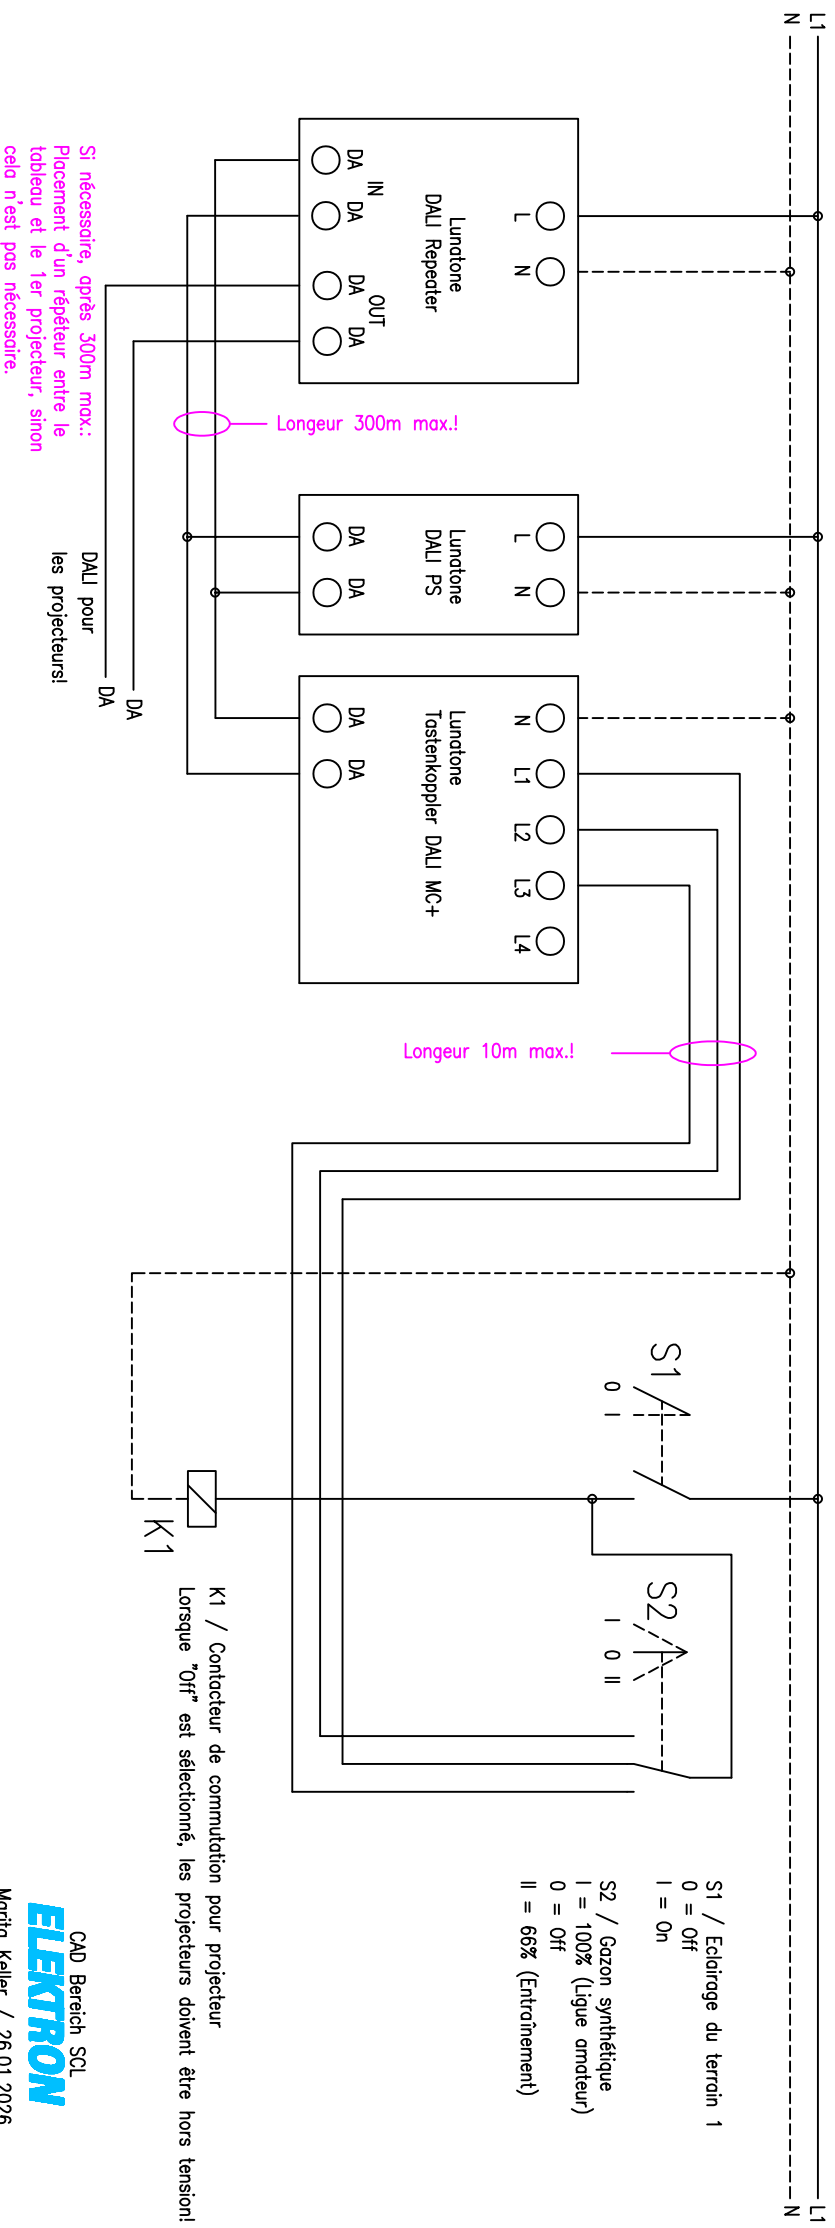 L1
N
L1
N
L
N
Lunatone
DALI Repeater
DA
DA
DA
DA
IN
OUT
Si nécessaire, après 300m max.:
Placement d'un répéteur entre le
tableau et le 1er projecteur, sinon
cela n'est pas nécessaire.
Longeur 300m max.!
L
N
Lunatone
DALI PS
DA
DA
DALI pour
les projecteurs!
DA
DA
N
L1
L2
L3
L4
Lunatone
Tastenkoppler DALI MC+
DA
DA
Longeur 10m max.!
S1
0
I
K1
S2
I
0
II
K1 / Contacteur de commutation pour projecteur
Lorsque "Off" est sélectionné, les projecteurs doivent être hors tension!
S1 / Eclairage du terrain 1
0 = Off
I = On
S2 / Gazon synthétique
I = 100% (Ligue amateur)
0 = Off
II = 66% (Entraînement)
CAD Bereich SCL
ELEKTRON
Marita Keller / 26.01.2026